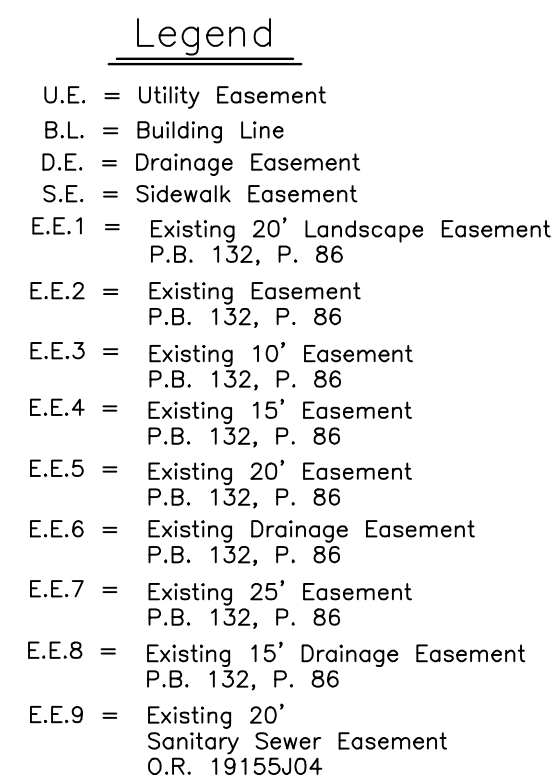 Legend
U.E. = Utility Easement
B.L. = Building Line
D.E. = Drainage Easement
S.E. = Sidewalk Easement
E.E.1 = Existing 20' Landscape Easement
P.B. 132, P. 86
E.E.2 = Existing Easement
P.B. 132, P. 86
E.E.3 = Existing 10' Easement
P.B. 132, P. 86
E.E.4 = Existing 15' Easement
P.B. 132, P. 86
E.E.5 = Existing 20' Easement
P.B. 132, P. 86
E.E.6 = Existing Drainage Easement
P.B. 132, P. 86
E.E.7 = Existing 25' Easement
P.B. 132, P. 86
E.E.8 = Existing 15' Drainage Easement
P.B. 132, P. 86
E.E.9 = Existing 20'
Sanitary Sewer Easement
O.R. 19155J04